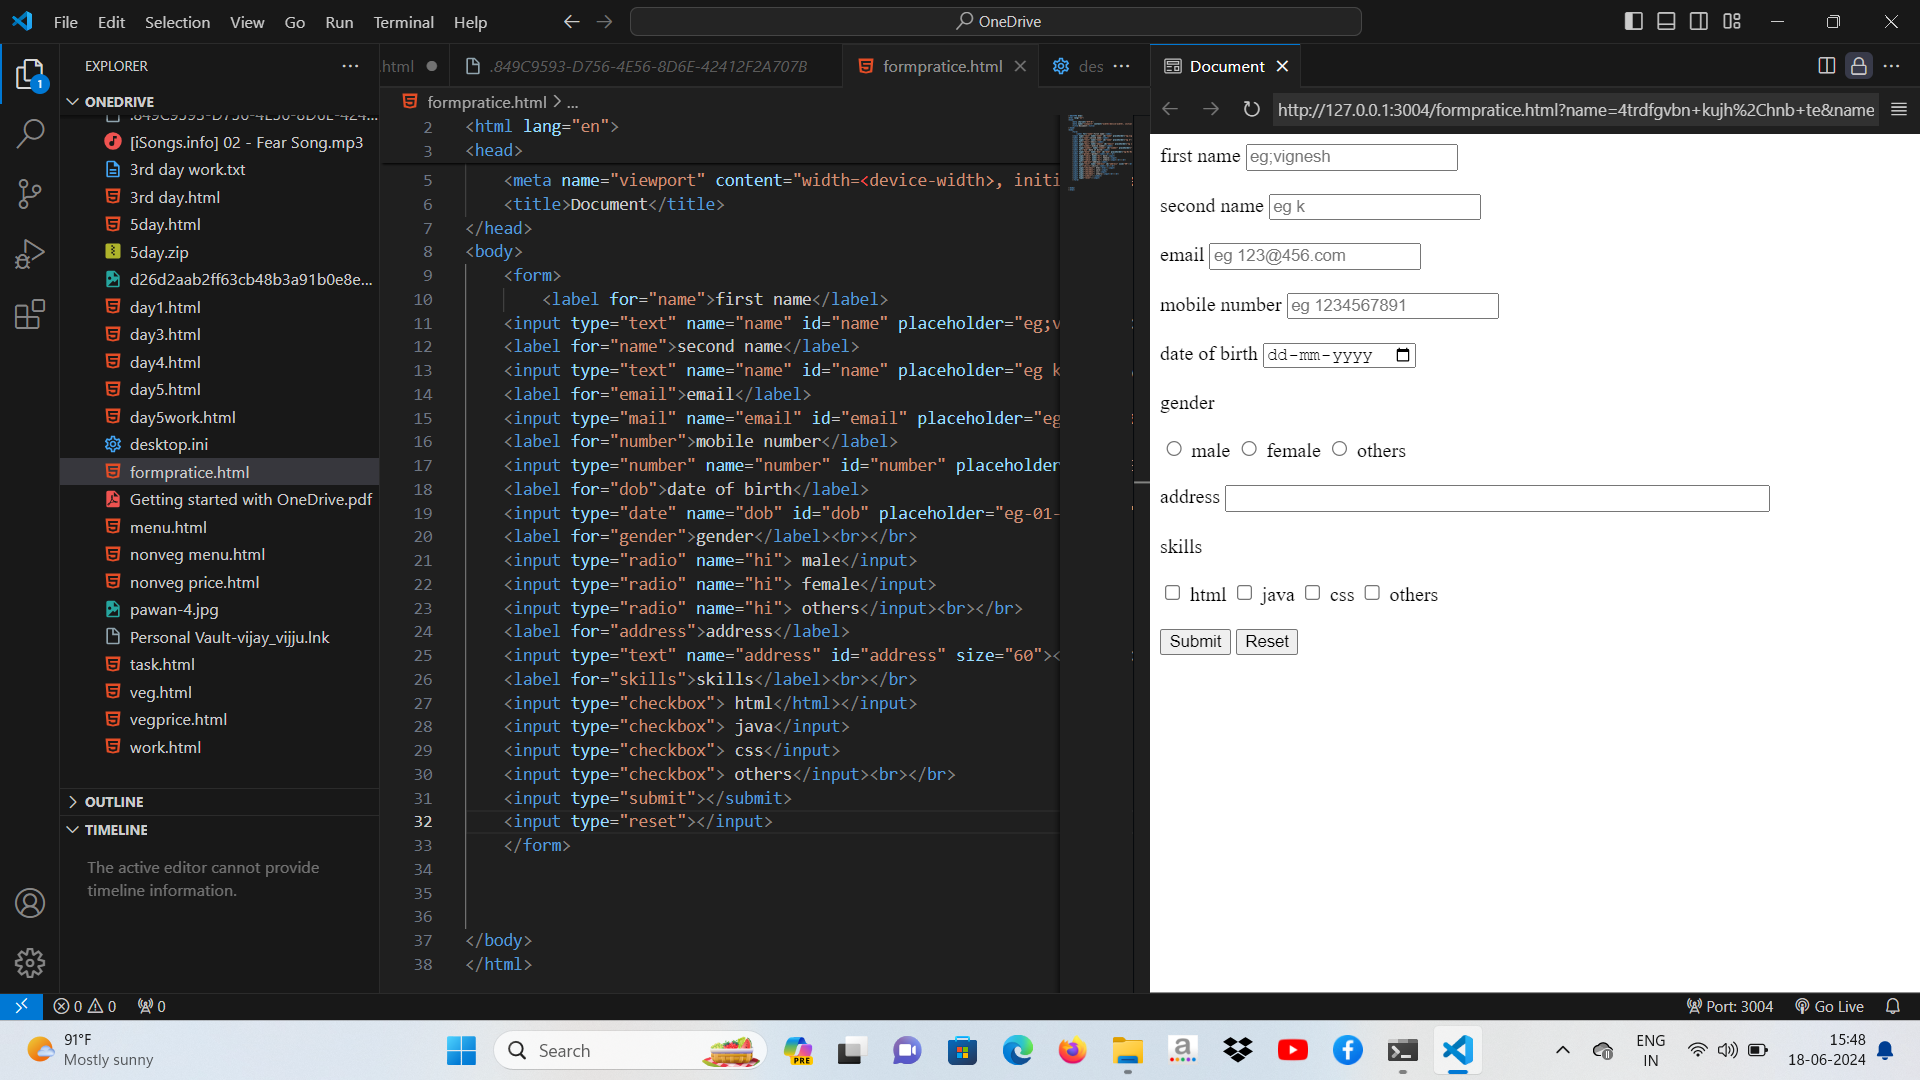 File Edit Selection View Go Run Terminal Help
OneDrive
EXPLORER
ONEDRIVE
.849C9593-D756-4E56-8D6E-424...
[iSongs.info] 02 - Fear Song.mp3
3rd day work.txt
3rd day.html
5day.html
5day.zip
d26d2aab2ff63cb48b3a91b0e8e...
day1.html
day3.html
day4.html
day5.html
day5work.html
desktop.ini
formpratice.html
Getting started with OneDrive.pdf
menu.html
nonveg menu.html
nonveg price.html
pawan-4.jpg
Personal Vault-vijay_vijju.lnk
task.html
veg.html
vegprice.html
work.html
OUTLINE
TIMELINE
The active editor cannot provide
timeline information.
.html .849C9593-D756-4E56-8D6E-42412F2A707B formpratice.html des
formpratice.html > ...
2 <html lang="en">
3 <head>
5 <meta name="viewport" content="width=<device-width>, initi
6 <title>Document</title>
7 </head>
8 <body>
9 <form>
10 <label for="name">first name</label>
11 <input type="text" name="name" id="name" placeholder="eg;v
12 <label for="name">second name</label>
13 <input type="text" name="name" id="name" placeholder="eg k
14 <label for="email">email</label>
15 <input type="mail" name="email" id="email" placeholder="eg
16 <label for="number">mobile number</label>
17 <input type="number" name="number" id="number" placeholder
18 <label for="dob">date of birth</label>
19 <input type="date" name="dob" id="dob" placeholder="eg-01-
20 <label for="gender">gender</label><br></br>
21 <input type="radio" name="hi"> male</input>
22 <input type="radio" name="hi"> female</input>
23 <input type="radio" name="hi"> others</input><br></br>
24 <label for="address">address</label>
25 <input type="text" name="address" id="address" size="60"><
26 <label for="skills">skills</label><br></br>
27 <input type="checkbox"> html</html></input>
28 <input type="checkbox"> java</input>
29 <input type="checkbox"> css</input>
30 <input type="checkbox"> others</input><br></br>
31 <input type="submit"></submit>
32 <input type="reset"></input>
33 </form>
34
35
36
37 </body>
38 </html>
Document
http://127.0.0.1:3004/formpratice.html?name=4trdfgvbn+kujh%2Chnb+te&name
first name eg;vignesh
second name eg k
email eg 123@456.com
mobile number eg 1234567891
date of birth dd-mm-yyyy
gender
male female others
address
skills
html java css others
Submit Reset
0 0 0
Port: 3004 Go Live
91°F
Mostly sunny
Search
PRE
ENG
IN
15:48
18-06-2024